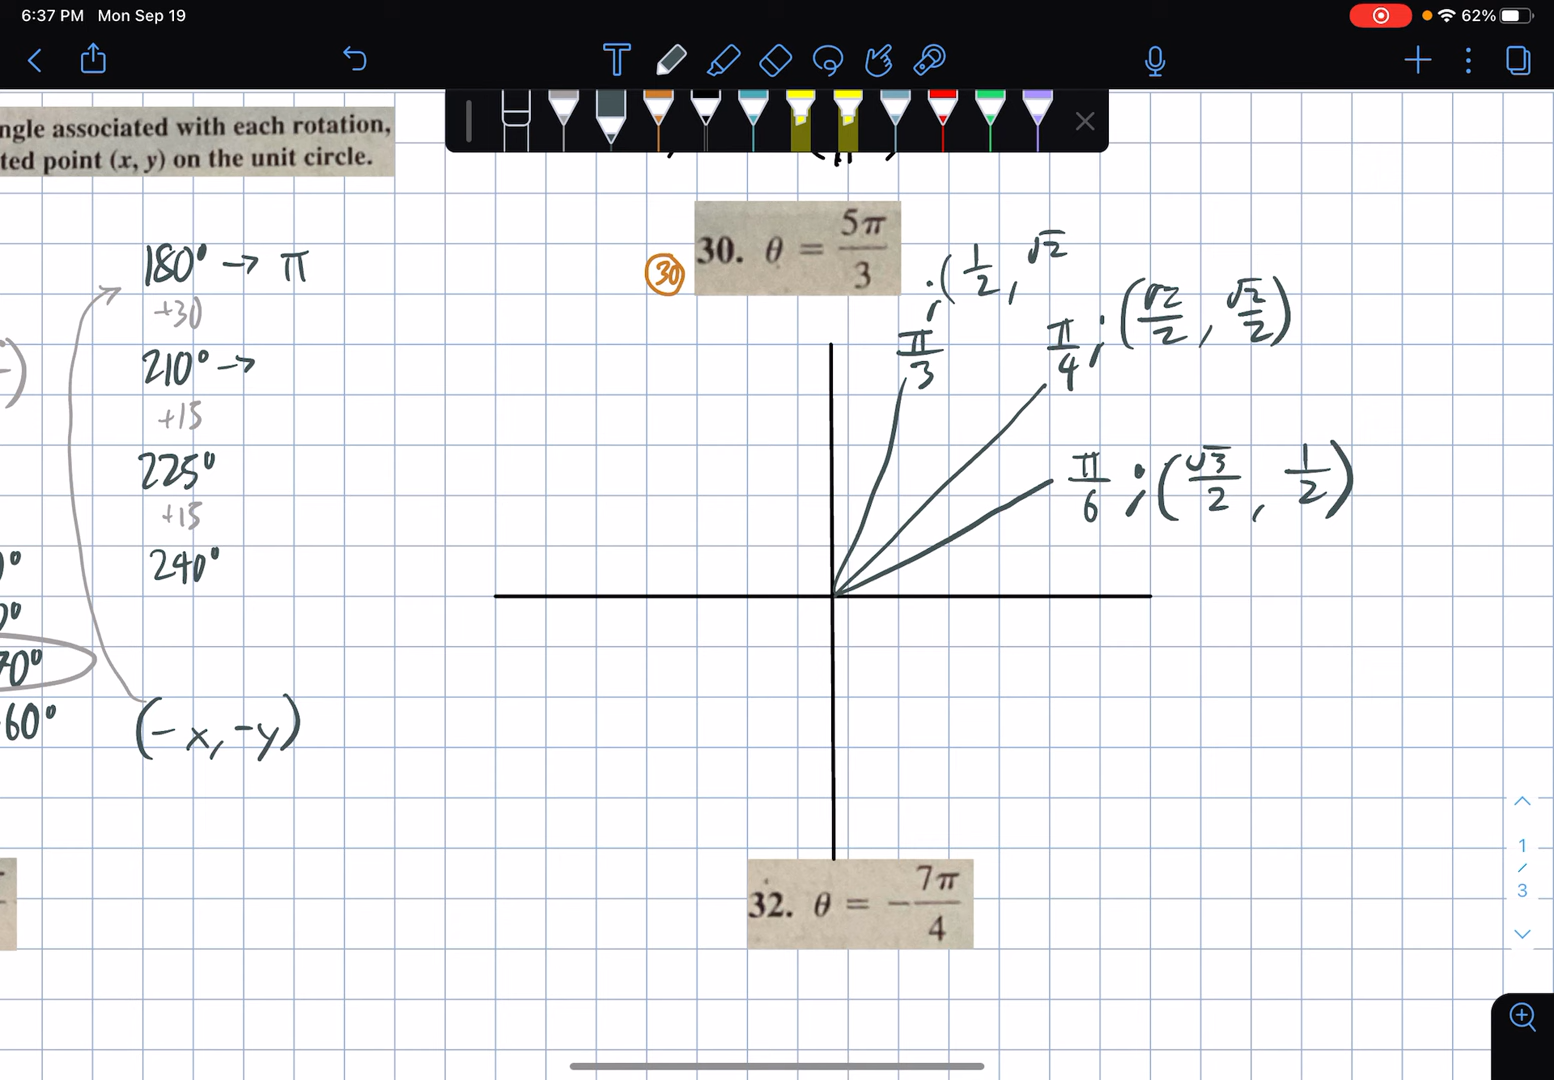 6:37 PM Mon Sep 19
62%
ngle associated with each rotation,
ted point (x, y) on the unit circle.
30
30. θ = 5π/3
180° → π
+30
210° →
+15
225°
+15
240°
70°
60°
(-x, -y)
π/3 ; (1/2, √2
π/4 ; (√2/2, √2/2)
π/6 ; (√3/2, 1/2)
32. θ = -7π/4
1
/
3